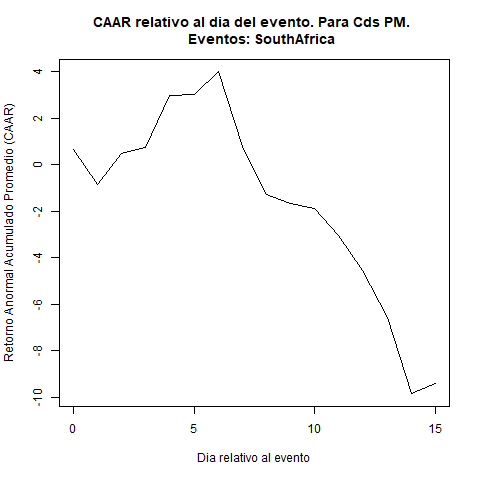 CAAR relativo al dia del evento. Para Cds PM.
Eventos: SouthAfrica
Retorno Anormal Acumulado Promedio (CAAR)
4
2
0
-2
-4
-6
-8
-10
0 5 10 15
Dia relativo al evento